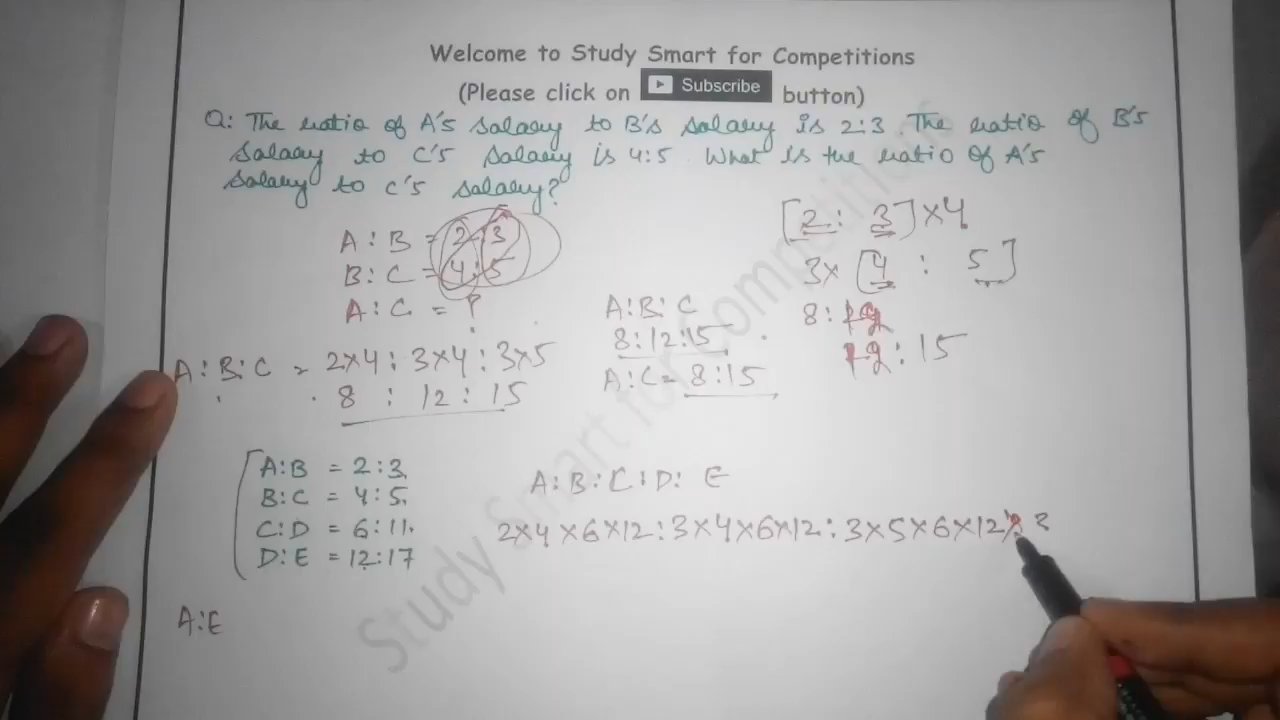 Welcome to Study Smart for Competitions
(Please click on Subscribe button)
Q: The ratio of A's salary to B's salary is 2:3 The ratio of B's
salary to C's salary is 4:5 What is the ratio of A's
salary to C's salary?
A:B = 2:3
B:C = 4:5
A:C = ?
[2: 3]×4
3×[4 : 5]
8:12
12:15
A:B:C
8:12:15
A:C= 8:15
A:B:C = 2×4:3×4:3×5
8 : 12:15
A:B = 2:3
B:C = 4:5
C:D = 6:11
D:E = 12:17
A:B:C:D: E
2×4×6×12:3×4×6×12:3×5×6×12
A:E
Study Smart for Competitions